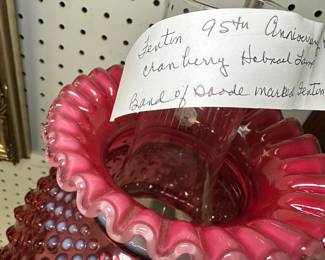 Fenton 95th Anniversary
cranberry Hobnail Lamp
Band of Doode marked Fenton